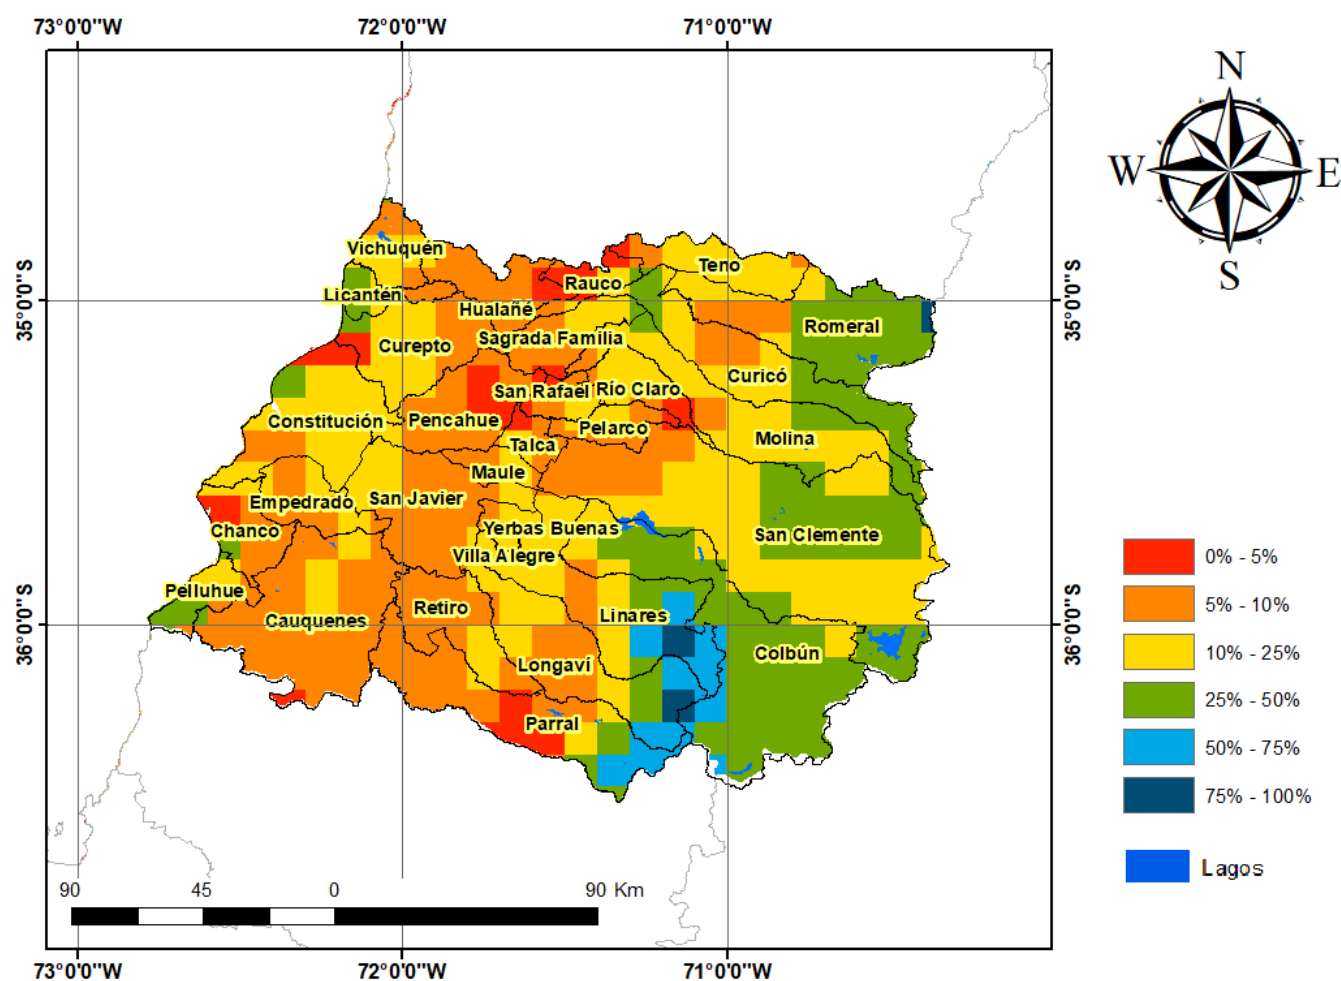 73°0'0"W 72°0'0"W 71°0'0"W
N
W E
S
35°0'0"S 35°0'0"S
36°0'0"S 36°0'0"S
Vichuquén
Teno
Rauco
Licantén
Hualañé
Romeral
Sagrada Familia
Curepto
Curicó
San Rafael Río Claro
Constitución Pencahue
Pelarco
Molina
Talca
Maule
Empedrado San Javier
Chanco
Yerbas Buenas
San Clemente
Villa Alegre
Pelluhue
Retiro
Linares
Cauquenes
Colbún
Longaví
Parral
0% - 5%
5% - 10%
10% - 25%
25% - 50%
50% - 75%
75% - 100%
Lagos
90 45 0 90 Km
73°0'0"W 72°0'0"W 71°0'0"W